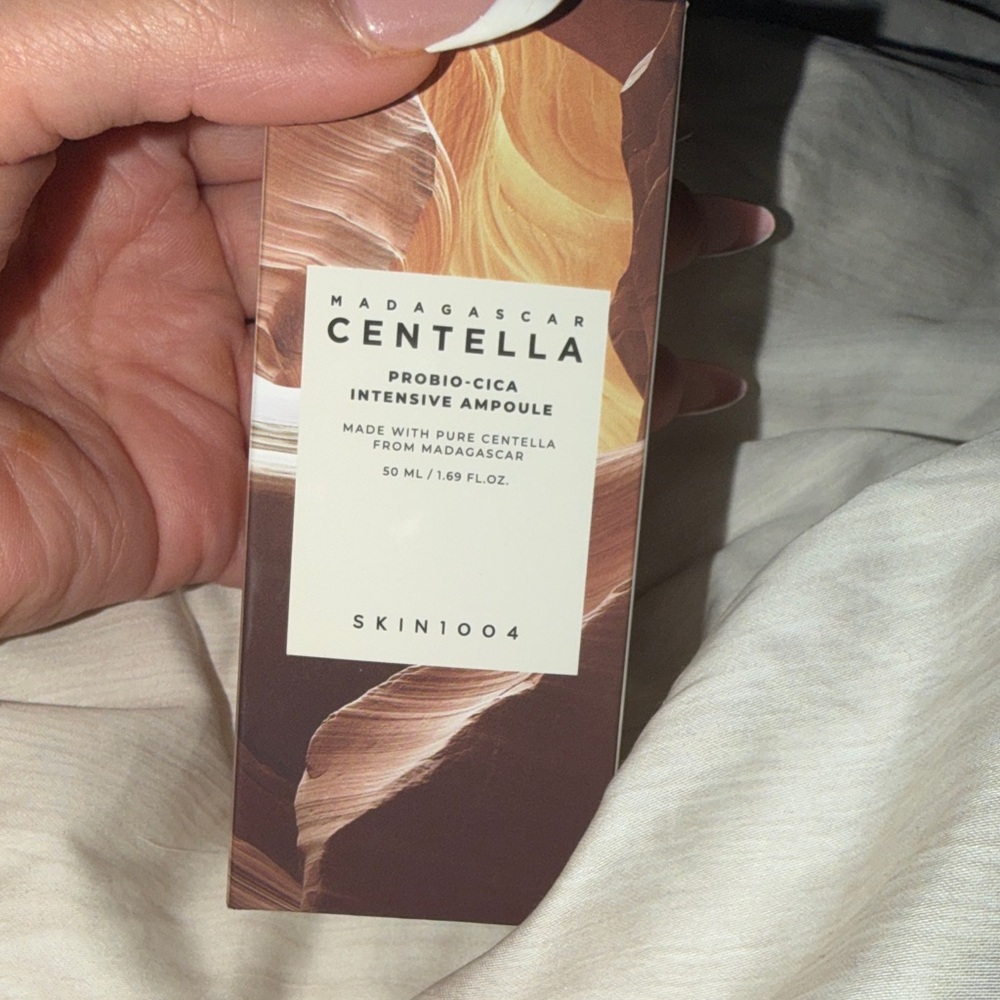 MADAGASCAR
CENTELLA
PROBIO-CICA
INTENSIVE AMPOULE
MADE WITH PURE CENTELLA
FROM MADAGASCAR
50 ML / 1.69 FL.OZ.
SKIN1004